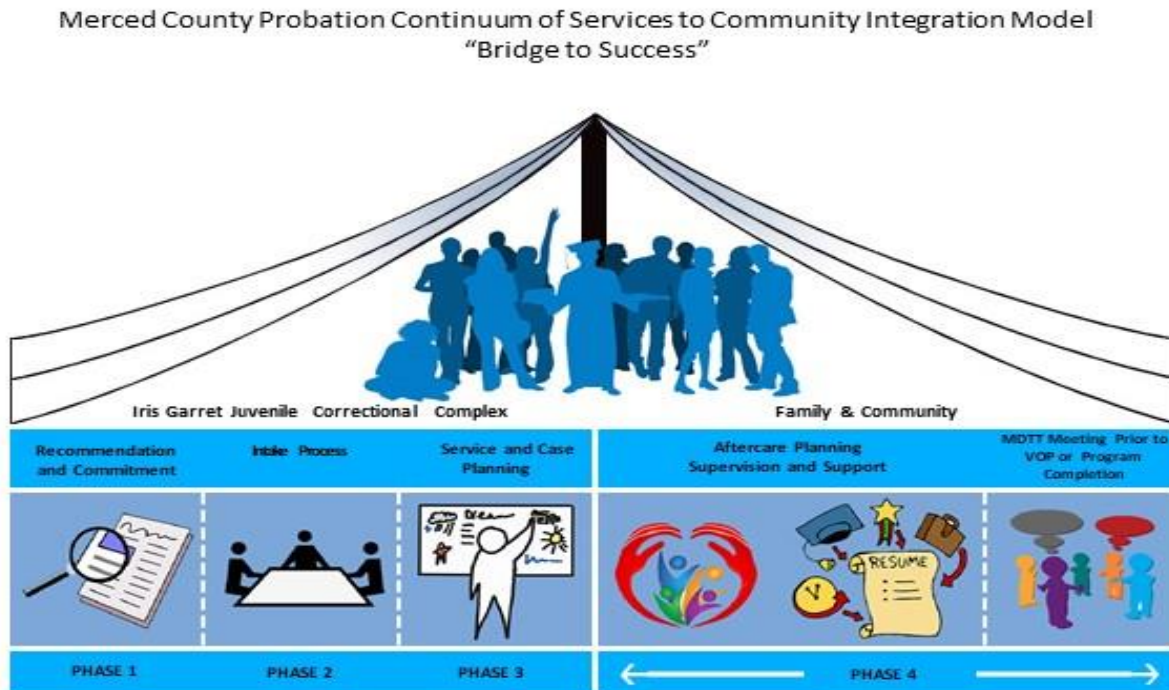 Merced County Probation Continuum of Services to Community Integration Model
“Bridge to Success”
Iris Garret Juvenile Correctional Complex
Family & Community
Recommendation
and Commitment
Intake Process
Service and Case
Planning
Aftercare Planning
Supervision and Support
MDTT Meeting Prior to
VOP or Program
Completion
RESUME
PHASE 1
PHASE 2
PHASE 3
PHASE 4